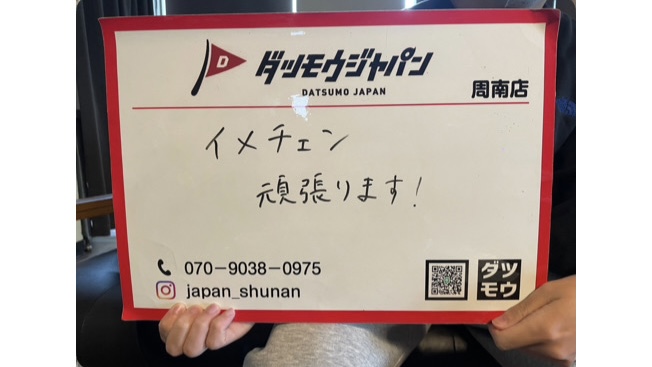 D
ダツモウジャパン
DATSUMO JAPAN
周南店
イメチェン
頑張ります!
070-9038-0975
japan_shunan
ダツ
モウ